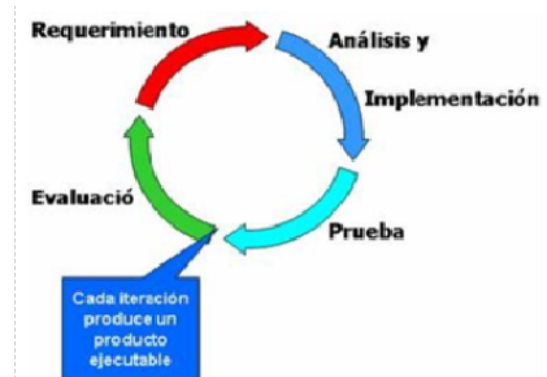 Requerimiento
Análisis y
Implementación
Evaluació
Prueba
Cada iteración
produce un
producto
ejecutable